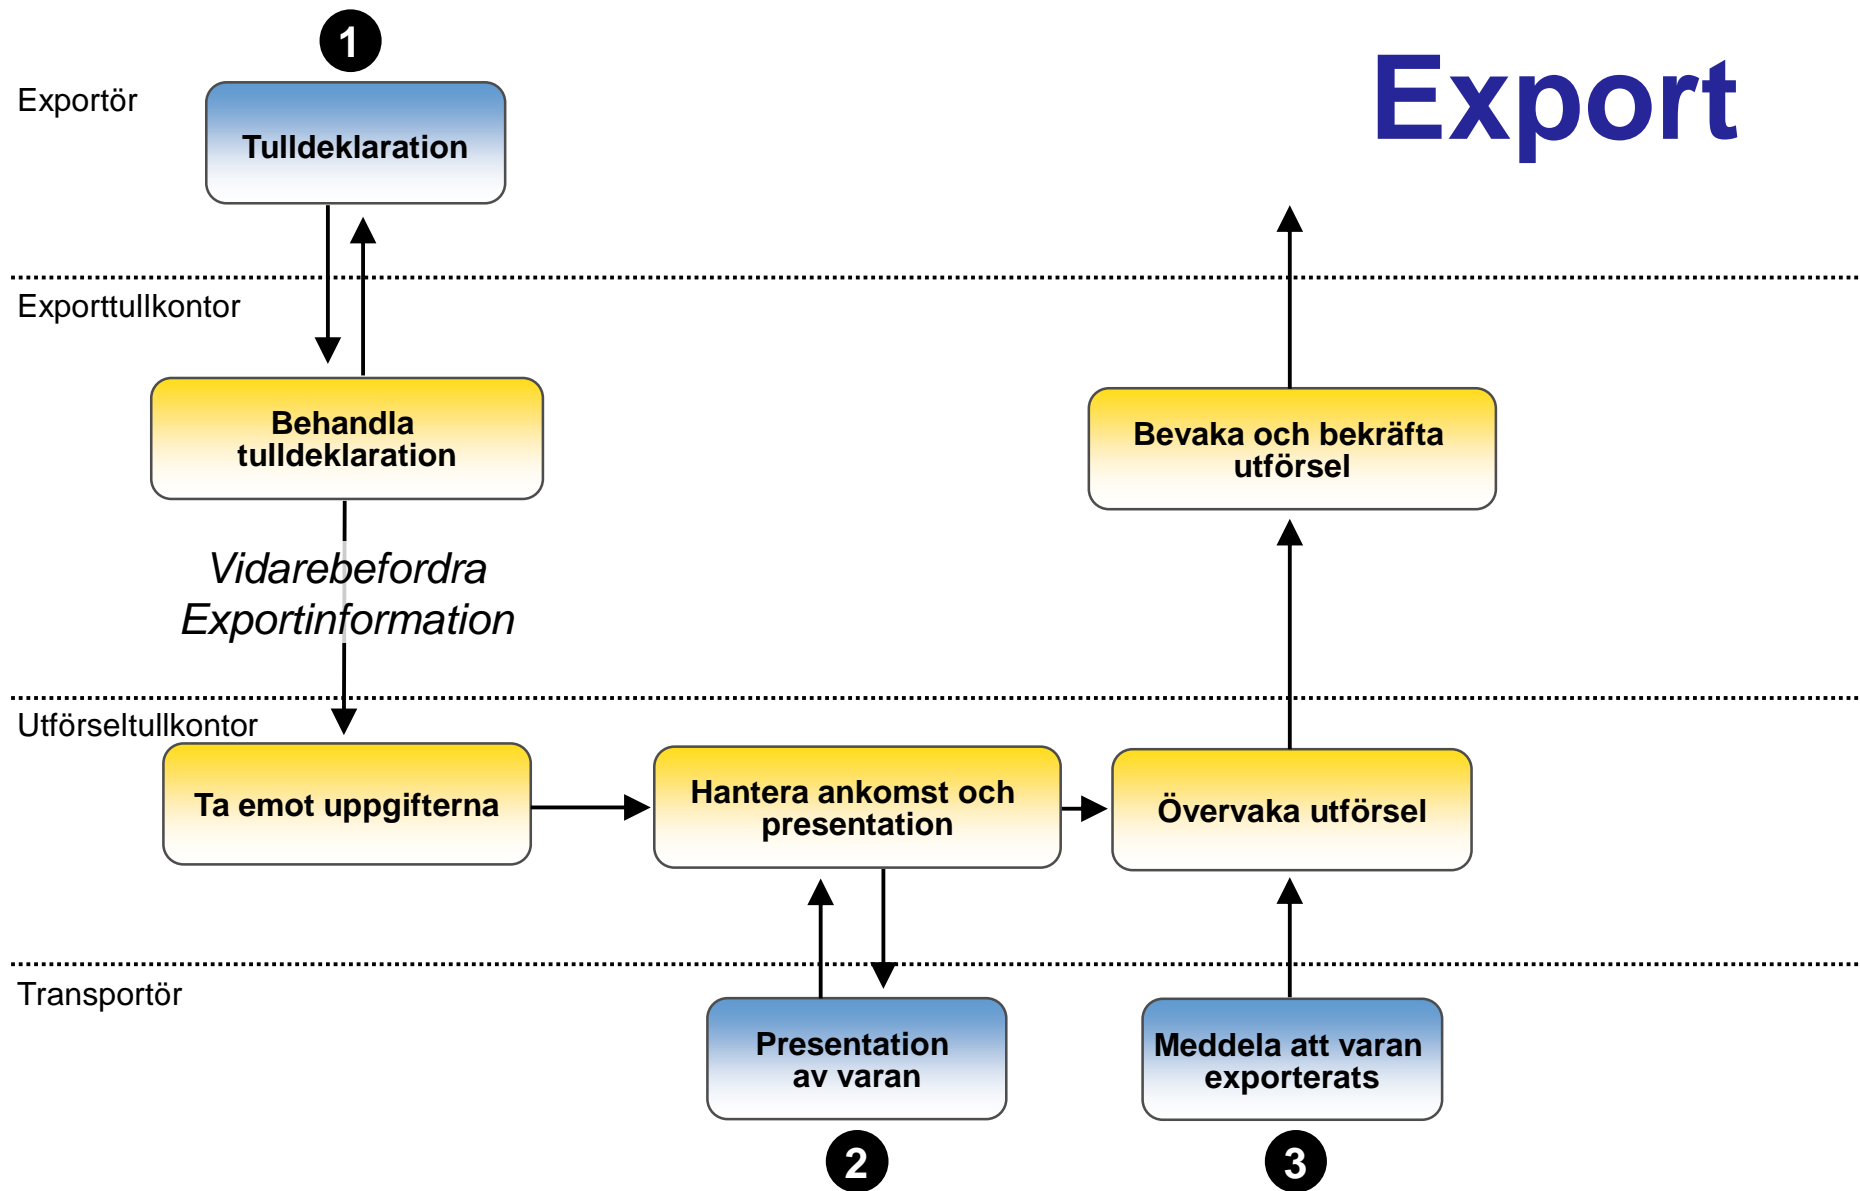 1
Export
Exportör
Tulldeklaration
Exporttullkontor
Behandla
tulldeklaration
Bevaka och bekräfta
utförsel
Vidarebefordra
Exportinformation
Utförseltullkontor
Ta emot uppgifterna
Hantera ankomst och
presentation
Övervaka utförsel
Transportör
Presentation
av varan
Meddela att varan
exporterats
2
3